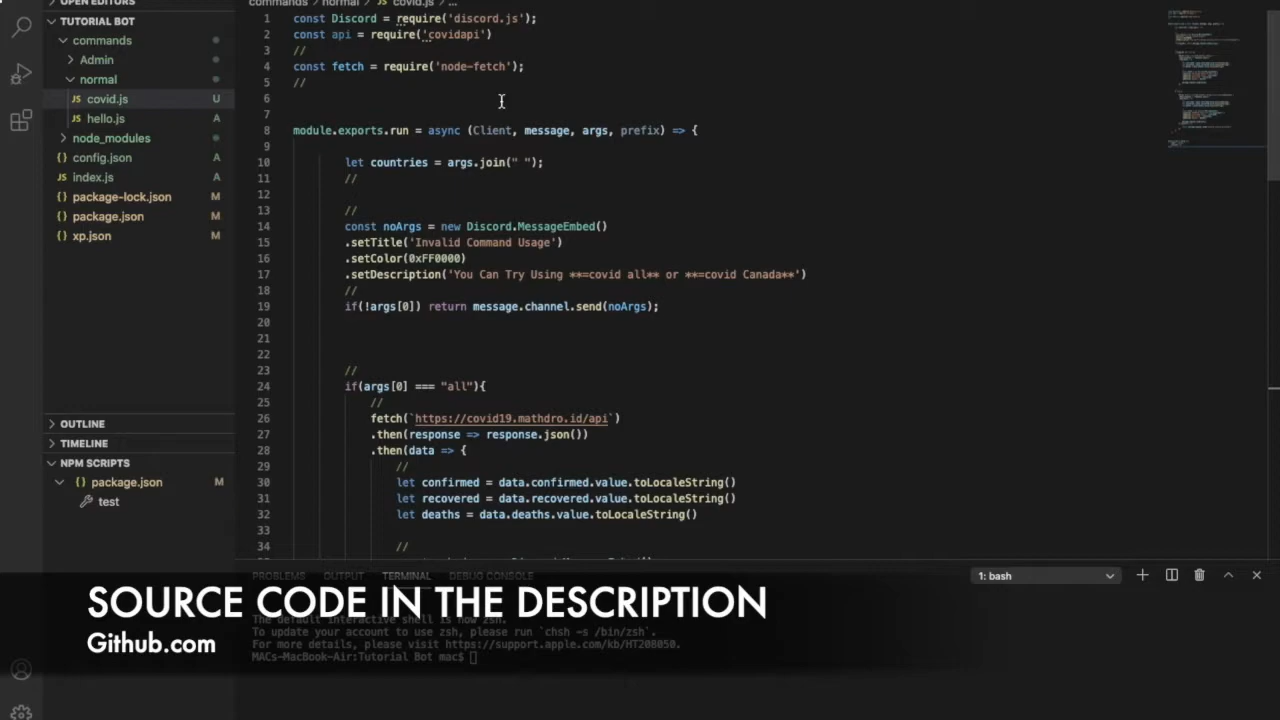 OPEN EDITORS
TUTORIAL BOT
commands
Admin
normal
JS covid.js U
JS hello.js A
node_modules
{} config.json A
JS index.js A
{} package-lock.json M
{} package.json M
{} xp.json M
OUTLINE
TIMELINE
NPM SCRIPTS
{} package.json M
test
commands > normal > JS covid.js > ...
1 const Discord = require('discord.js');
2 const api = require('covidapi')
3 //
4 const fetch = require('node-fetch');
5 //
6
7
8 module.exports.run = async (Client, message, args, prefix) => {
9
10 let countries = args.join(" ");
11 //
12
13 //
14 const noArgs = new Discord.MessageEmbed()
15 .setTitle('Invalid Command Usage')
16 .setColor(0xFF0000)
17 .setDescription('You Can Try Using **=covid all** or **=covid Canada**')
18 //
19 if(!args[0]) return message.channel.send(noArgs);
20
21
22
23 //
24 if(args[0] === "all"){
25 //
26 fetch(`https://covid19.mathdro.id/api`)
27 .then(response => response.json())
28 .then(data => {
29 //
30 let confirmed = data.confirmed.value.toLocaleString()
31 let recovered = data.recovered.value.toLocaleString()
32 let deaths = data.deaths.value.toLocaleString()
33
34 //
PROBLEMS OUTPUT TERMINAL DEBUG CONSOLE 1: bash
The default interactive shell is now zsh.
To update your account to use zsh, please run `chsh -s /bin/zsh`.
For more details, please visit https://support.apple.com/kb/HT208050.
MACs-MacBook-Air:Tutorial Bot mac$
SOURCE CODE IN THE DESCRIPTION
Github.com